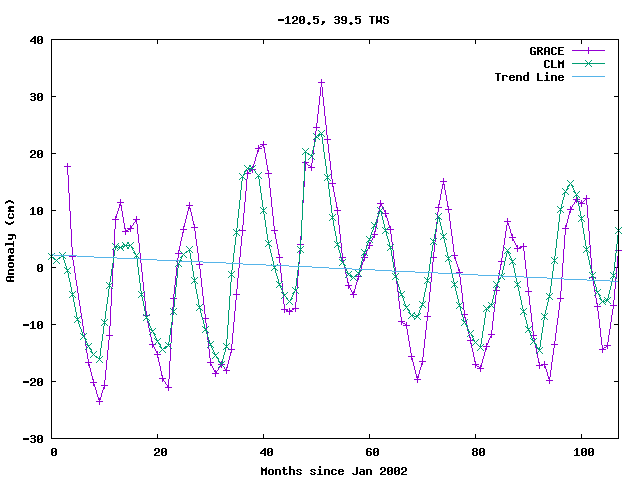 -120.5, 39.5 TWS
GRACE
CLM
Trend Line
40
30
20
10
0
-10
-20
-30
Anomaly (cm)
0 20 40 60 80 100
Months since Jan 2002